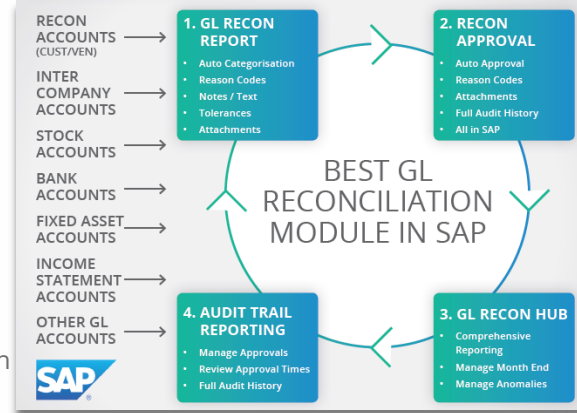 RECON
ACCOUNTS
(CUST/VEN)
INTER
COMPANY
ACCOUNTS
STOCK
ACCOUNTS
BANK
ACCOUNTS
FIXED ASSET
ACCOUNTS
INCOME
STATEMENT
ACCOUNTS
OTHER GL
ACCOUNTS
n
SAP
®
1. GL RECON
REPORT
• Auto Categorisation
• Reason Codes
• Notes / Text
• Tolerances
• Attachments
2. RECON
APPROVAL
• Auto Approval
• Reason Codes
• Attachments
• Full Audit History
• All in SAP
BEST GL
RECONCILIATION
MODULE IN SAP
4. AUDIT TRAIL
REPORTING
• Manage Approvals
• Review Approval Times
• Full Audit History
3. GL RECON HUB
• Comprehensive
Reporting
• Manage Month End
• Manage Anomalies